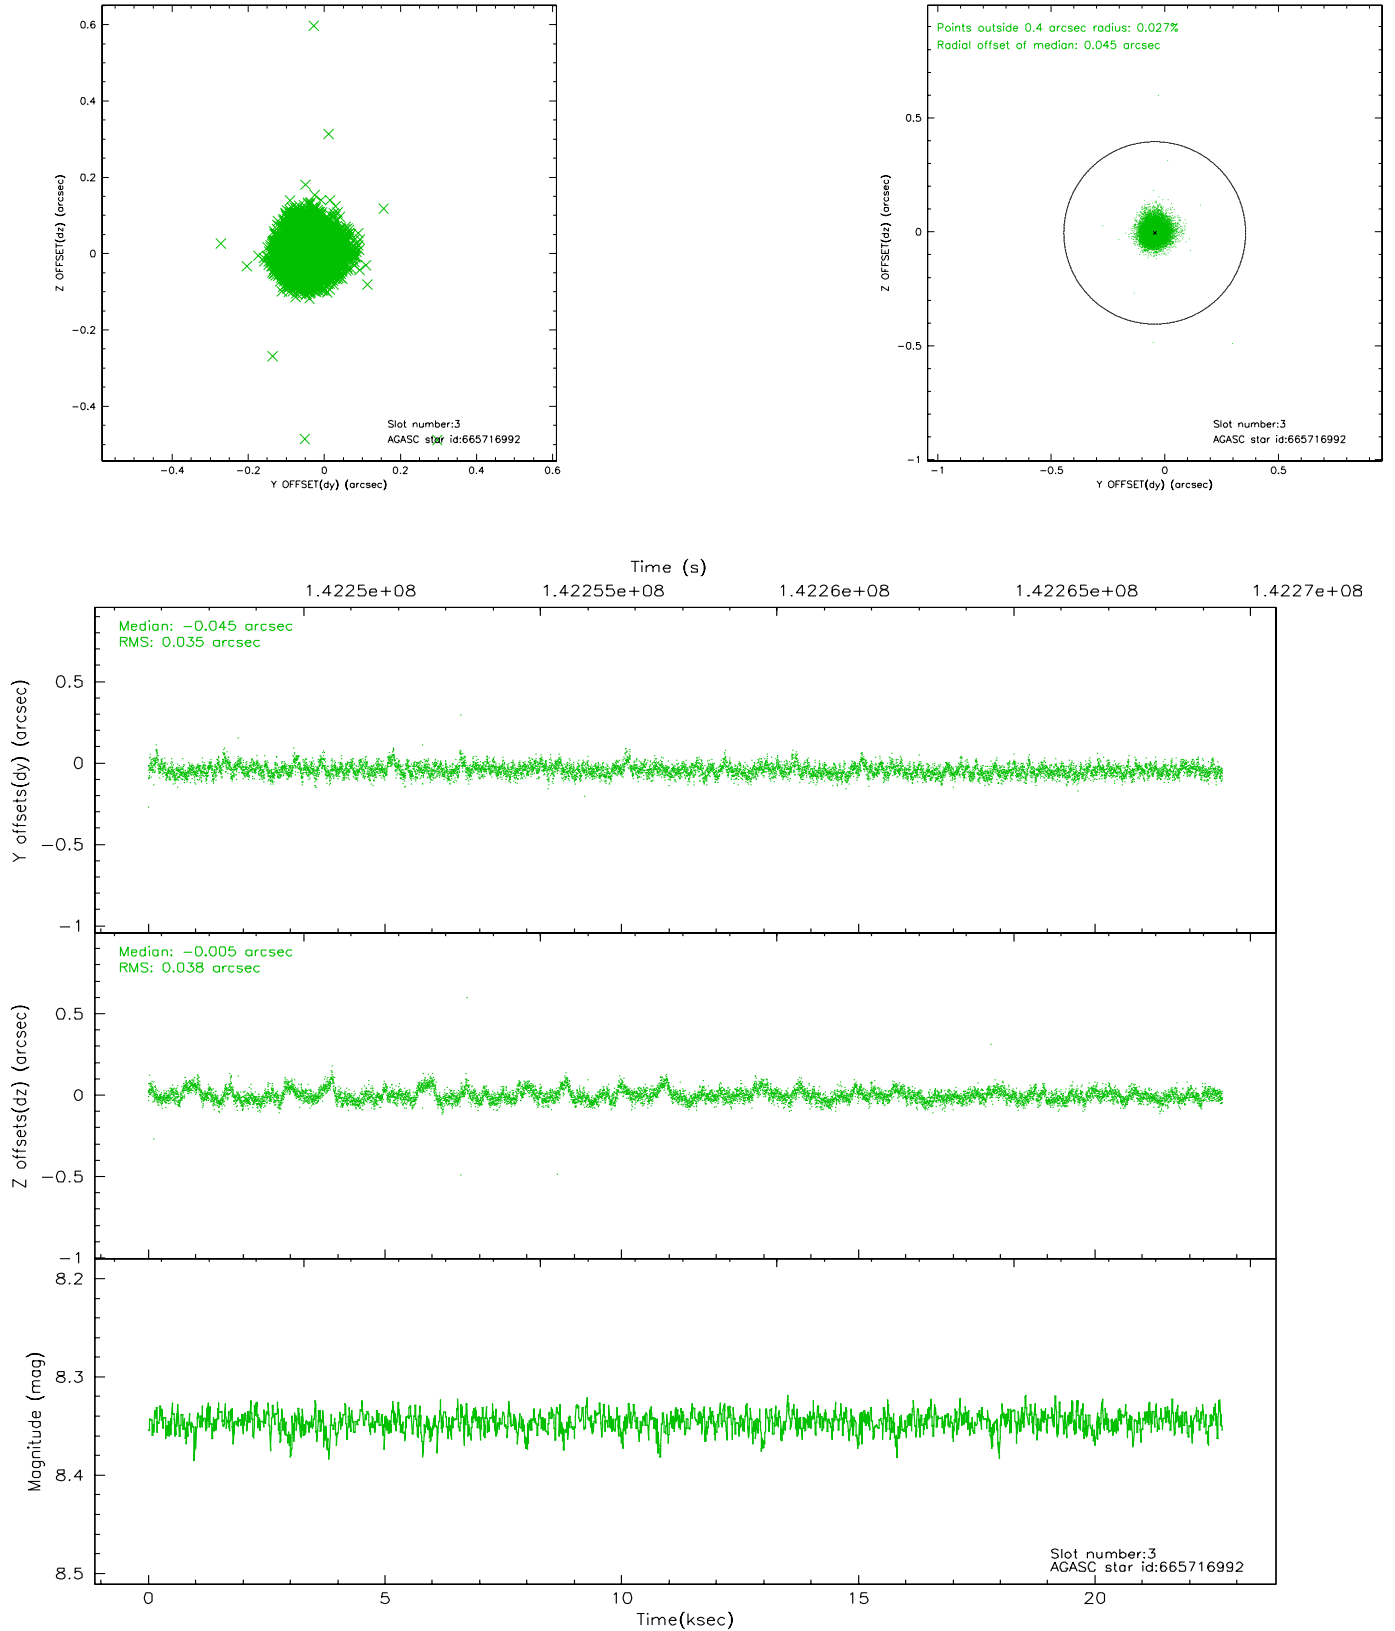 0.6
0.4
0.2
0
−0.2
−0.4
Z OFFSET(dz) (arcsec)
Slot number:3
AGASC star id:665716992
−0.4 −0.2 0 0.2 0.4 0.6
Y OFFSET(dy) (arcsec)
Points outside 0.4 arcsec radius: 0.027%
Radial offset of median: 0.045 arcsec
0.5
0
−0.5
−1
Z OFFSET(dz) (arcsec)
Slot number:3
AGASC star id:665716992
−1 −0.5 0 0.5
Y OFFSET(dy) (arcsec)
Time (s)
1.4225e+08 1.42255e+08 1.4226e+08 1.42265e+08 1.4227e+08
Median: −0.045 arcsec
RMS: 0.035 arcsec
0.5
0
−0.5
−1
Y offsets(dy) (arcsec)
Median: −0.005 arcsec
RMS: 0.038 arcsec
0.5
0
−0.5
−1
Z offsets(dz) (arcsec)
8.2
8.3
8.4
8.5
Magnitude (mag)
Slot number:3
AGASC star id:665716992
0 5 10 15 20
Time(ksec)